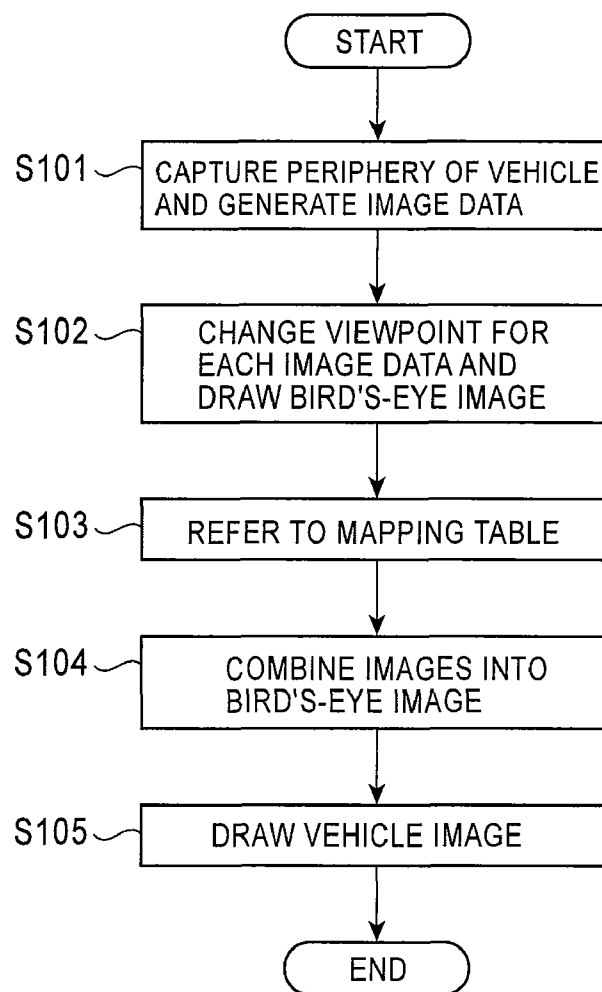 START
S101
CAPTURE PERIPHERY OF VEHICLE
AND GENERATE IMAGE DATA
S102
CHANGE VIEWPOINT FOR
EACH IMAGE DATA AND
DRAW BIRD'S-EYE IMAGE
S103
REFER TO MAPPING TABLE
S104
COMBINE IMAGES INTO
BIRD'S-EYE IMAGE
S105
DRAW VEHICLE IMAGE
END